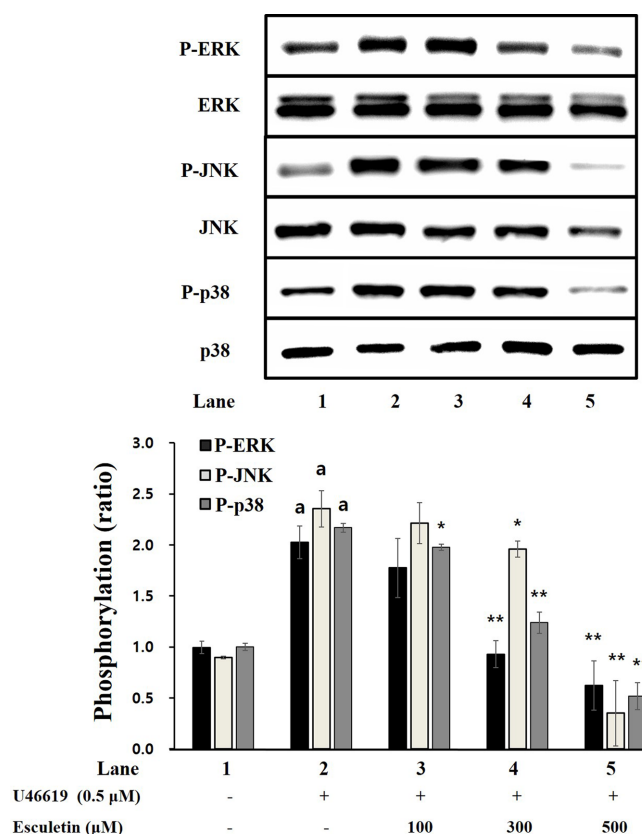 P-ERK
ERK
P-JNK
JNK
P-p38
p38
Lane 1 2 3 4 5
Phosphorylation (ratio)
3.0
2.5
2.0
1.5
1.0
0.5
0.0
P-ERK
P-JNK
P-p38
a a a
*
** * **
** ** *
Lane 1 2 3 4 5
U46619 (0.5 µM) - + + + +
Esculetin (µM) - - 100 300 500